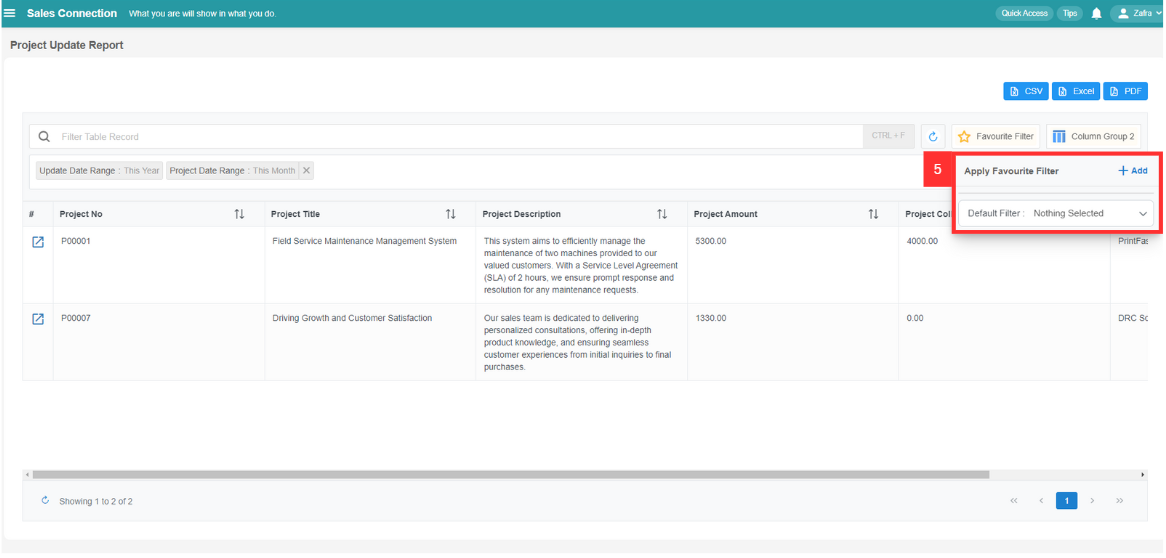 Sales Connection What you are will show in what you do. Quick Access Tips Zafra
Project Update Report
CSV Excel PDF
Filter Table Record CTRL + F Favourite Filter Column Group 2
Update Date Range : This Year Project Date Range : This Month
5 Apply Favourite Filter + Add
Default Filter : Nothing Selected
# Project No Project Title Project Description Project Amount Project Col
P00001 Field Service Maintenance Management System This system aims to efficiently manage the 5300.00 4000.00 PrintFas
maintenance of two machines provided to our
valued customers. With a Service Level Agreement
(SLA) of 2 hours, we ensure prompt response and
resolution for any maintenance requests.
P00007 Driving Growth and Customer Satisfaction Our sales team is dedicated to delivering 1330.00 0.00 DRC Sc
personalized consultations, offering in-depth
product knowledge, and ensuring seamless
customer experiences from initial inquiries to final
purchases.
Showing 1 to 2 of 2 « ‹ 1 › »